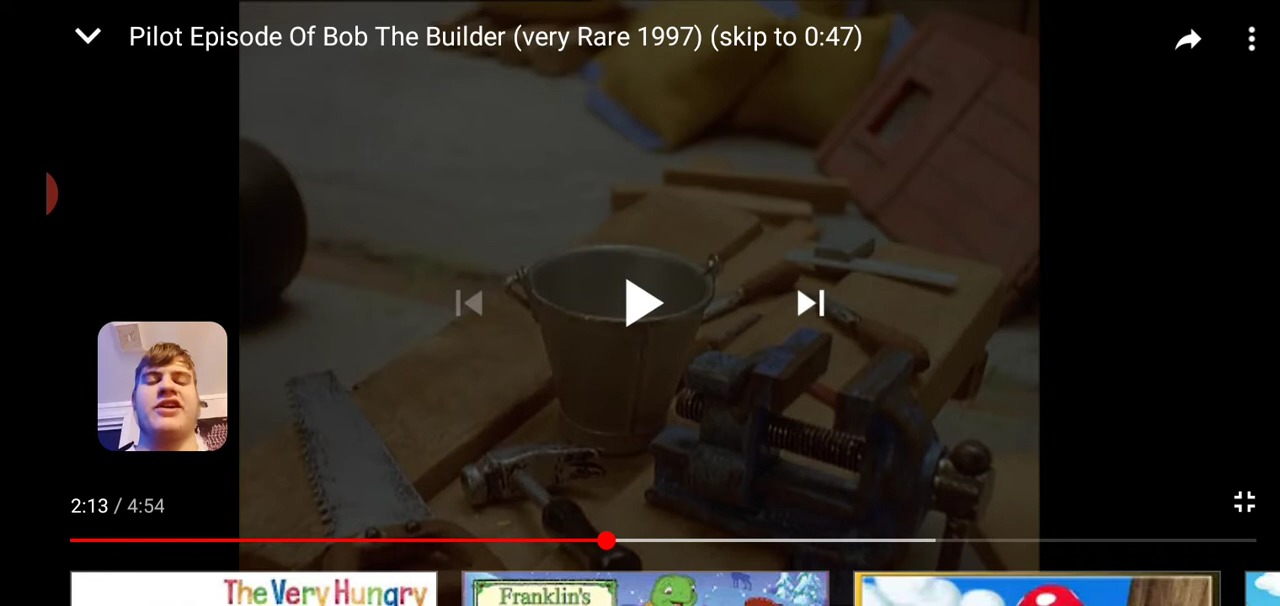 Pilot Episode Of Bob The Builder (very Rare 1997) (skip to 0:47)
2:13 / 4:54
The Very Hungry
Franklin's